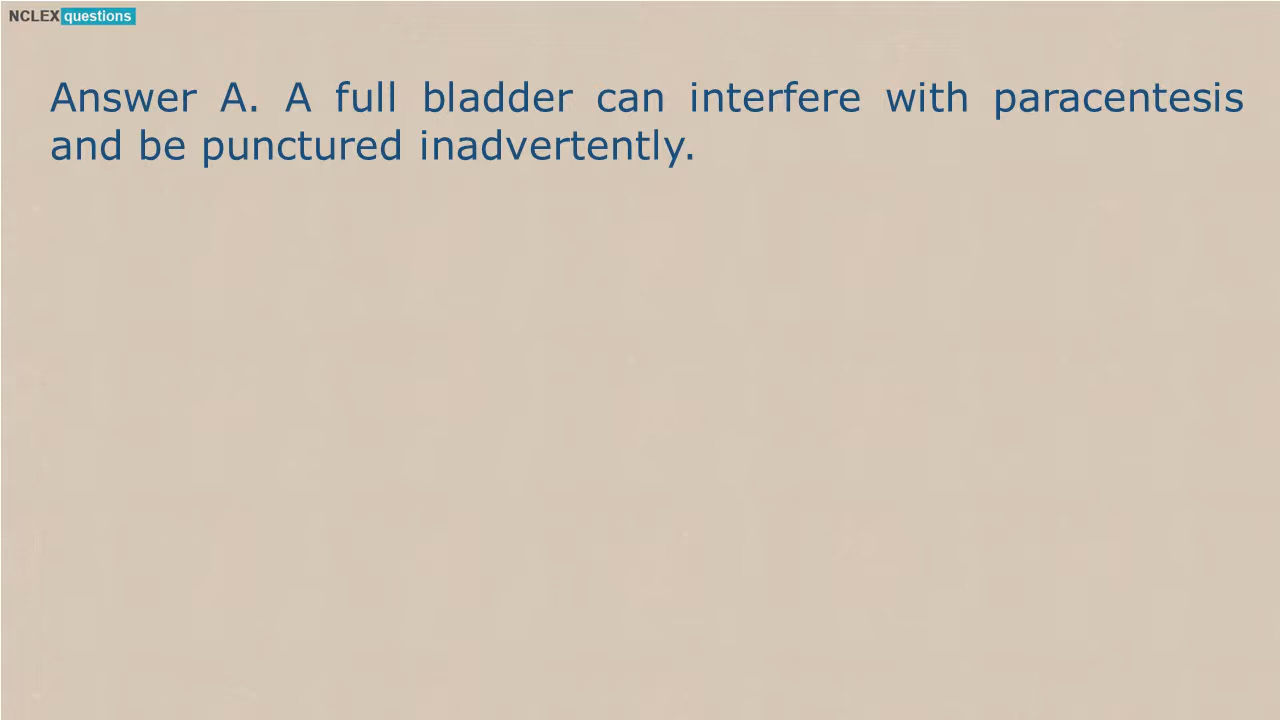 NCLEX questions
Answer A. A full bladder can interfere with paracentesis
and be punctured inadvertently.